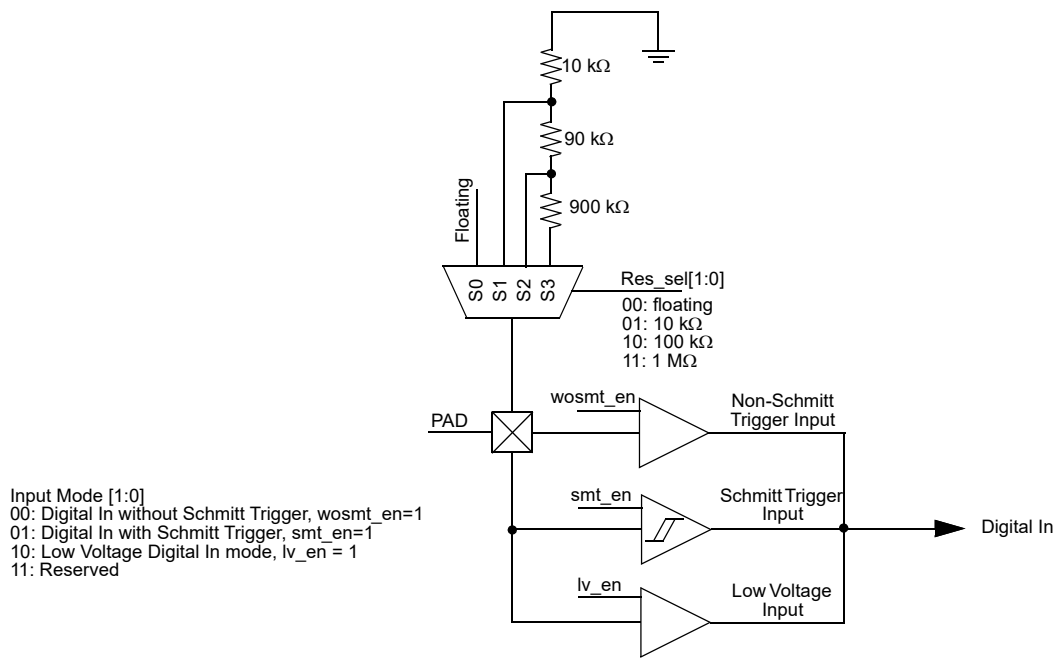 10 kΩ
90 kΩ
900 kΩ
Floating
S0
S1
S2
S3
Res_sel[1:0]
00: floating
01: 10 kΩ
10: 100 kΩ
11: 1 MΩ
wosmt_en
Non-Schmitt
Trigger Input
PAD
Input Mode [1:0]
00: Digital In without Schmitt Trigger, wosmt_en=1
01: Digital In with Schmitt Trigger, smt_en=1
10: Low Voltage Digital In mode, lv_en = 1
11: Reserved
smt_en
Schmitt Trigger
Input
Digital In
lv_en
Low Voltage
Input